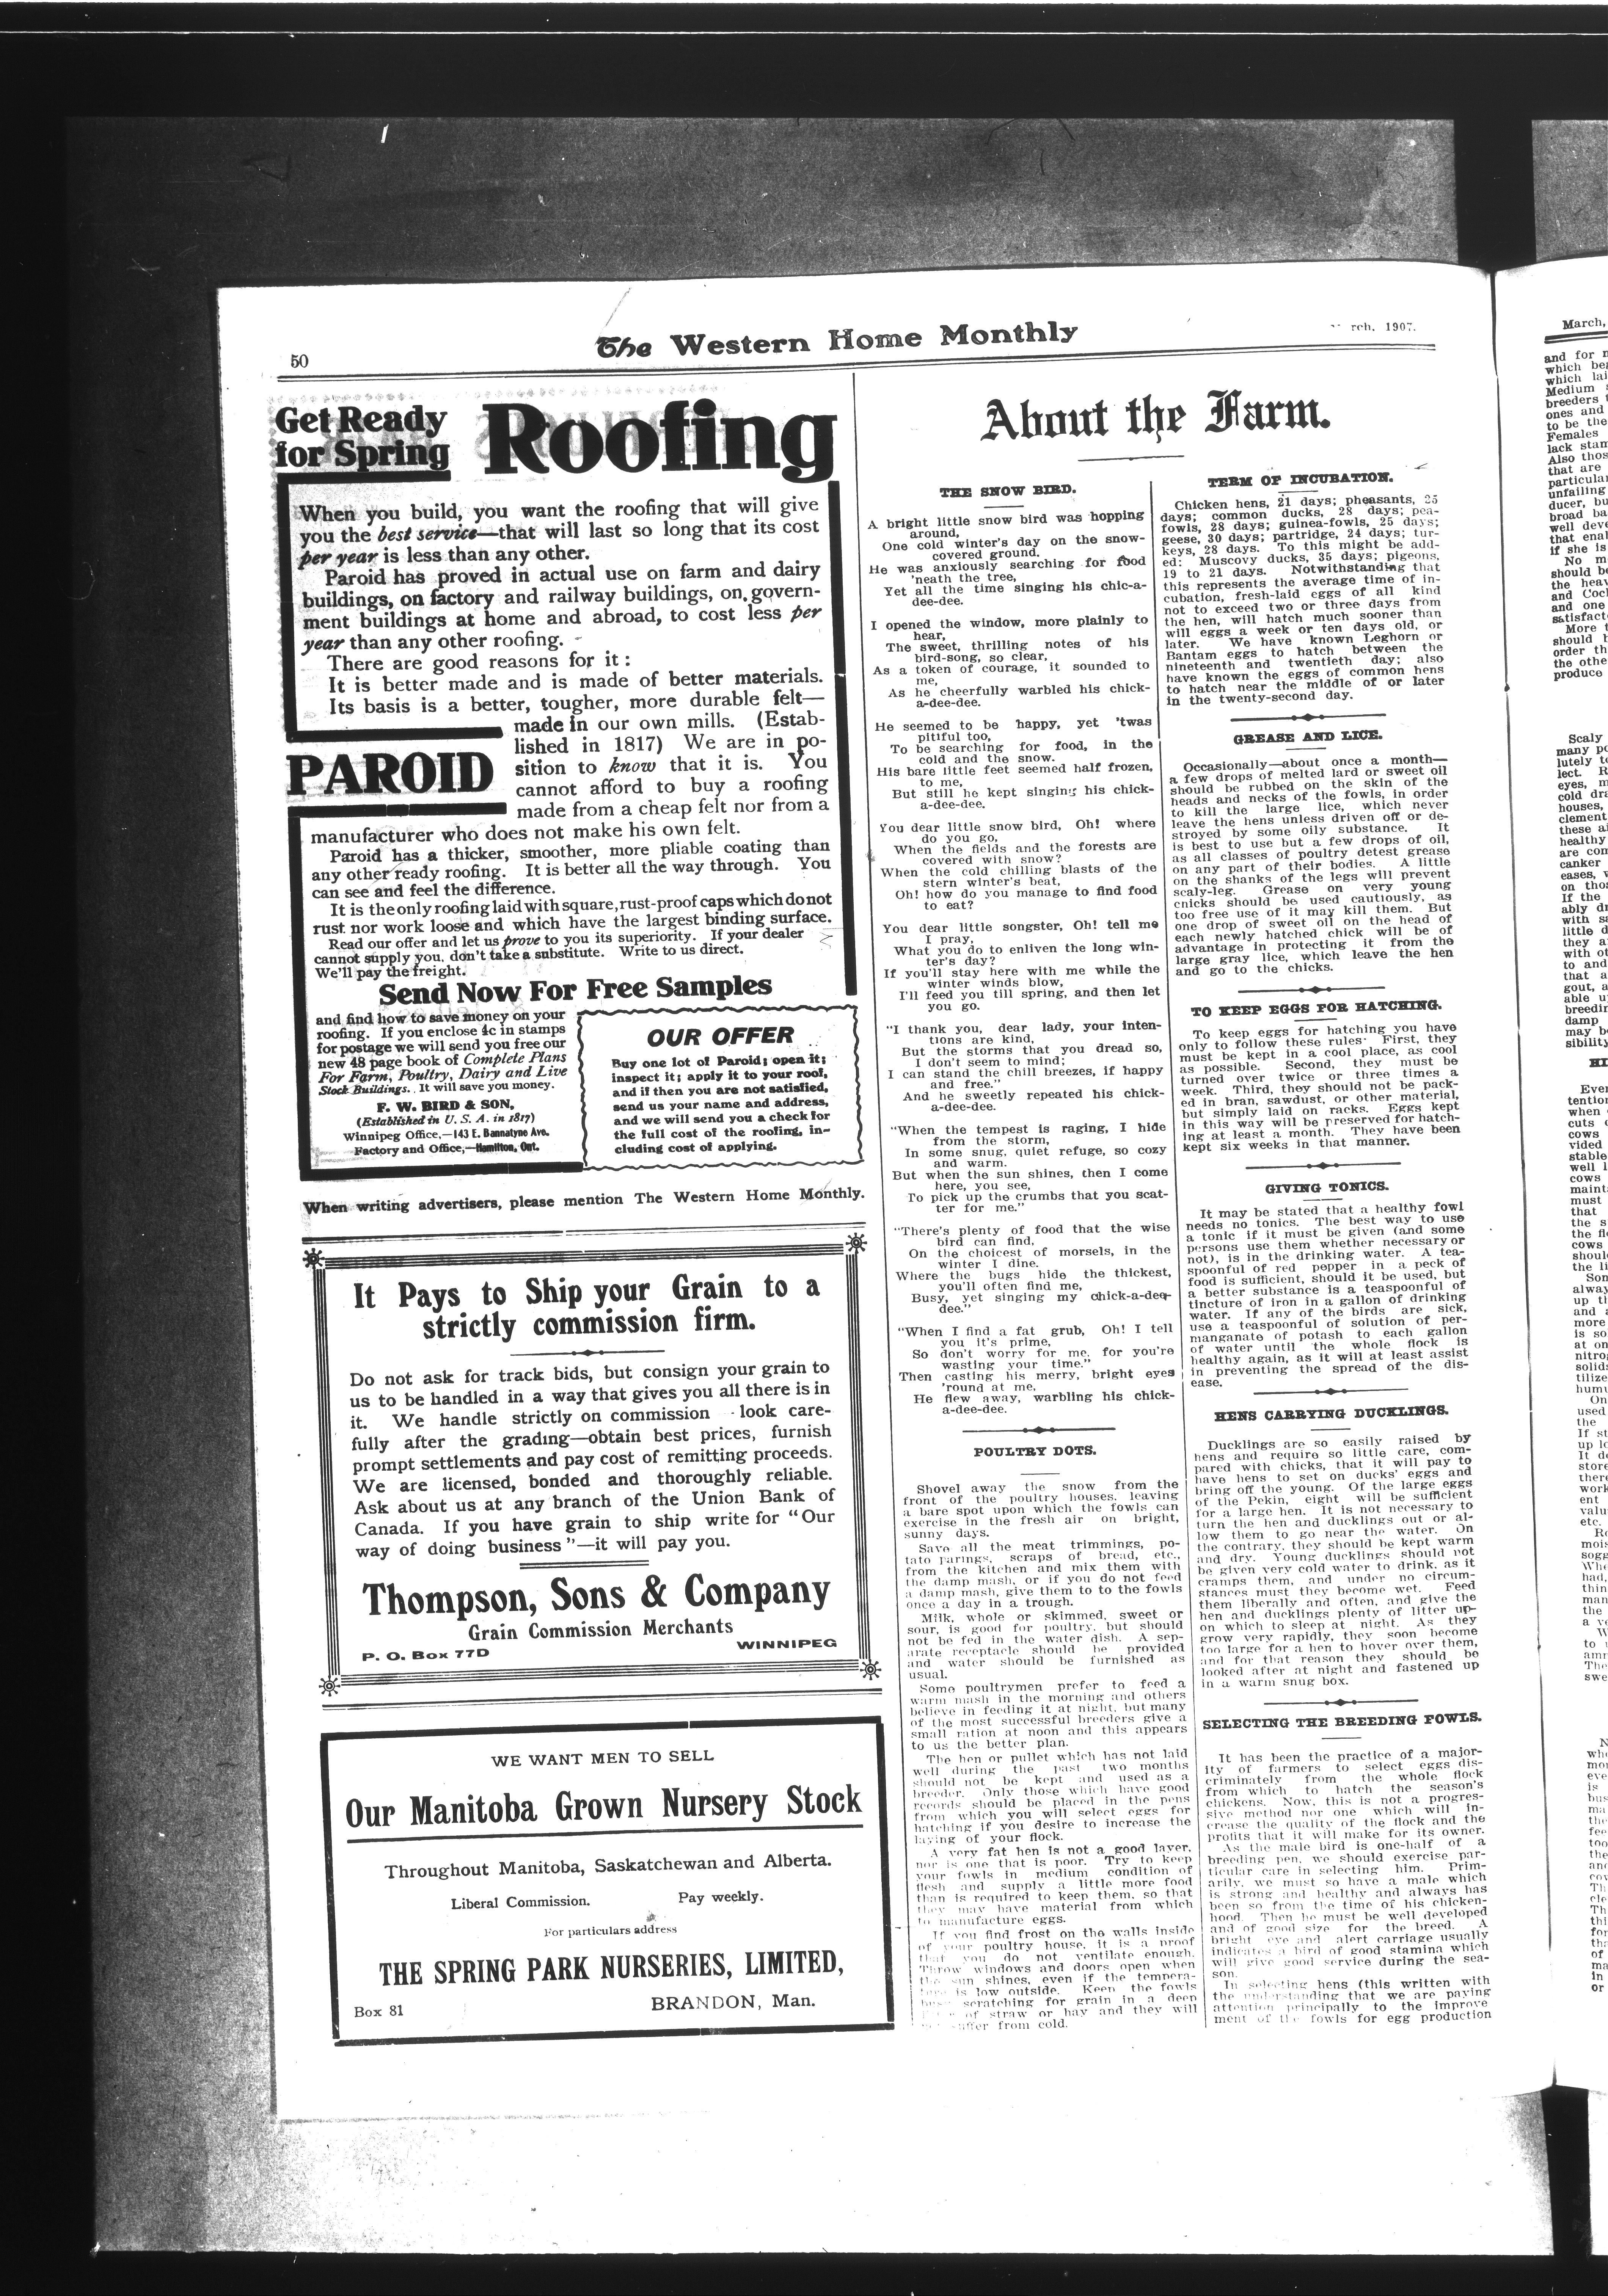 50
The Western Home Monthly
rch, 1907.
Get Ready
for Spring
Roofing
When you build, you want the roofing that will give
you the best service—that will last so long that its cost
per year is less than any other.
Paroid has proved in actual use on farm and dairy
buildings, on factory and railway buildings, on govern-
ment buildings at home and abroad, to cost less per
year than any other roofing.
There are good reasons for it:
It is better made and is made of better materials.
Its basis is a better, tougher, more durable felt—
made in our own mills. (Estab-
lished in 1817) We are in po-
sition to know that it is. You
cannot afford to buy a roofing
made from a cheap felt nor from a
PAROID
manufacturer who does not make his own felt.
Paroid has a thicker, smoother, more pliable coating than
any other ready roofing. It is better all the way through. You
can see and feel the difference.
It is the only roofing laid with square, rust-proof caps which do not
rust nor work loose and which have the largest binding surface.
Read our offer and let us prove to you its superiority. If your dealer
cannot supply you, don't take a substitute. Write to us direct.
We'll pay the freight.
Send Now For Free Samples
and find how to save money on your
roofing. If you enclose 4c in stamps
for postage we will send you free our
new 48 page book of Complete Plans
For Farm, Poultry, Dairy and Live
Stock Buildings. It will save you money.
F. W. BIRD & SON,
(Established in U. S. A. in 1817)
Winnipeg Office,—143 E. Bannatyne Ave.
Factory and Office,—Hamilton, Ont.
OUR OFFER
Buy one lot of Paroid; open it;
inspect it; apply it to your roof,
and if then you are not satisfied,
send us your name and address,
and we will send you a check for
the full cost of the roofing, in-
cluding cost of applying.
When writing advertisers, please mention The Western Home Monthly.
It Pays to Ship your Grain to a
strictly commission firm.
Do not ask for track bids, but consign your grain to
us to be handled in a way that gives you all there is in
it. We handle strictly on commission - look care-
fully after the grading—obtain best prices, furnish
prompt settlements and pay cost of remitting proceeds.
We are licensed, bonded and thoroughly reliable.
Ask about us at any branch of the Union Bank of
Canada. If you have grain to ship write for "Our
way of doing business"—it will pay you.
Thompson, Sons & Company
Grain Commission Merchants
P. O. Box 77D
WINNIPEG
WE WANT MEN TO SELL
Our Manitoba Grown Nursery Stock
Throughout Manitoba, Saskatchewan and Alberta.
Liberal Commission. Pay weekly.
For particulars address
THE SPRING PARK NURSERIES, LIMITED,
Box 81
BRANDON, Man.
About the Farm.
THE SNOW BIRD.
A bright little snow bird was hopping
around,
One cold winter's day on the snow-
covered ground.
He was anxiously searching for food
'neath the tree,
Yet all the time singing his chic-a-
dee-dee.
I opened the window, more plainly to
hear,
The sweet, thrilling notes of his
bird-song, so clear,
As a token of courage, it sounded to
me,
As he cheerfully warbled his chick-
a-dee-dee.
He seemed to be happy, yet 'twas
pitiful too,
To be searching for food, in the
cold and the snow.
His bare little feet seemed half frozen,
to me,
But still he kept singing his chick-
a-dee-dee.
You dear little snow bird, Oh! where
do you go,
When the fields and the forests are
covered with snow?
When the cold chilling blasts of the
stern winter's beat,
Oh! how do you manage to find food
to eat?
You dear little songster, Oh! tell me
I pray,
What you do to enliven the long win-
ter's day?
If you'll stay here with me while the
winter winds blow,
I'll feed you till spring, and then let
you go.
"I thank you, dear lady, your inten-
tions are kind,
But the storms that you dread so,
I don't seem to mind;
I can stand the chill breezes, if happy
and free."
And he sweetly repeated his chick-
a-dee-dee.
"When the tempest is raging, I hide
from the storm,
In some snug, quiet refuge, so cozy
and warm.
But when the sun shines, then I come
here, you see,
To pick up the crumbs that you scat-
ter for me."
"There's plenty of food that the wise
bird can find,
On the choicest of morsels, in the
winter I dine.
Where the bugs hide the thickest,
you'll often find me,
Busy, yet singing my chick-a-dee-
dee."
"When I find a fat grub, Oh! I tell
you it's prime,
So don't worry for me, for you're
wasting your time."
Then casting his merry, bright eyes
'round at me,
He flew away, warbling his chick-
a-dee-dee.
POULTRY DOTS.
Shovel away the snow from the
front of the poultry houses, leaving
a bare spot upon which the fowls can
exercise in the fresh air on bright,
sunny days.
Save all the meat trimmings, po-
tato parings, scraps of bread, etc.,
from the kitchen and mix them with
the damp mash, or if you do not feed
a damp mash, give them to to the fowls
once a day in a trough.
Milk, whole or skimmed, sweet or
sour, is good for poultry, but should
not be fed in the water dish. A sep-
arate receptacle should be provided
and water should be furnished as
usual.
Some poultrymen prefer to feed a
warm mash in the morning and others
believe in feeding it at night, but many
of the most successful breeders give a
small ration at noon and this appears
to us the better plan.
The hen or pullet which has not laid
well during the past two months
should not be kept and used as a
breeder. Only those which have good
records should be placed in the pens
from which you will select eggs for
hatching if you desire to increase the
laying of your flock.
A very fat hen is not a good layer,
nor is one that is poor. Try to keep
your fowls in medium condition of
flesh and supply a little more food
than is required to keep them, so that
they may have material from which
to manufacture eggs.
If you find frost on the walls inside
of your poultry house, it is a proof
that you do not ventilate enough.
Throw windows and doors open when
the sun shines, even if the tempera-
is low outside. Keep the fowls
scratching for grain in a deep
of straw or hay and they will
suffer from cold.
TERM OF INCUBATION.
Chicken hens, 21 days; pheasants, 25
days; common ducks, 28 days; pea-
fowls, 28 days; guinea-fowls, 25 days;
geese, 30 days; partridge, 24 days; tur-
keys, 28 days. To this might be add-
ed: Muscovy ducks, 35 days; pigeons,
19 to 21 days. Notwithstanding that
this represents the average time of in-
cubation, fresh-laid eggs of all kind
not to exceed two or three days from
the hen, will hatch much sooner than
will eggs a week or ten days old, or
later. We have known Leghorn or
Bantam eggs to hatch between the
nineteenth and twentieth day; also
have known the eggs of common hens
to hatch near the middle of or later
in the twenty-second day.
GREASE AND LICE.
Occasionally—about once a month—
a few drops of melted lard or sweet oil
should be rubbed on the skin of the
heads and necks of the fowls, in order
to kill the large lice, which never
leave the hens unless driven off or de-
stroyed by some oily substance. It
is best to use but a few drops of oil,
as all classes of poultry detest grease
on any part of their bodies. A little
on the shanks of the legs will prevent
scaly-leg. Grease on very young
chicks should be used cautiously, as
too free use of it may kill them. But
one drop of sweet oil on the head of
each newly hatched chick will be of
advantage in protecting it from the
large gray lice, which leave the hen
and go to the chicks.
TO KEEP EGGS FOR HATCHING.
To keep eggs for hatching you have
only to follow these rules: First, they
must be kept in a cool place, as cool
as possible. Second, they must be
turned over twice or three times a
week. Third, they should not be pack-
ed in bran, sawdust, or other material,
but simply laid on racks. Eggs kept
in this way will be preserved for hatch-
ing at least a month. They have been
kept six weeks in that manner.
GIVING TONICS.
It may be stated that a healthy fowl
needs no tonics. The best way to use
a tonic if it must be given (and some
persons use them whether necessary or
not), is in the drinking water. A tea-
spoonful of red pepper in a peck of
food is sufficient, should it be used, but
a better substance is a teaspoonful of
tincture of iron in a gallon of drinking
water. If any of the birds are sick,
use a teaspoonful of solution of per-
manganate of potash to each gallon
of water until the whole flock is
healthy again, as it will at least assist
in preventing the spread of the dis-
ease.
HENS CARRYING DUCKLINGS.
Ducklings are so easily raised by
hens and require so little care, com-
pared with chicks, that it will pay to
have hens to set on ducks' eggs and
bring off the young. Of the large eggs
of the Pekin, eight will be sufficient
for a large hen. It is not necessary to
turn the hen and ducklings out or al-
low them to go near the water. On
the contrary, they should be kept warm
and dry. Young ducklings should not
be given very cold water to drink, as it
cramps them, and under no circum-
stances must they become wet. Feed
them liberally and often, and give the
hen and ducklings plenty of litter up-
on which to sleep at night. As they
grow very rapidly, they soon become
too large for a hen to hover over them,
and for that reason they should be
looked after at night and fastened up
in a warm snug box.
SELECTING THE BREEDING FOWLS.
It has been the practice of a major-
ity of farmers to select eggs dis-
criminately from the whole flock
from which to hatch the season's
chickens. Now, this is not a progres-
sive method nor one which will in-
crease the quality of the flock and the
profits that it will make for its owner.
As the male bird is one-half of a
breeding pen, we should exercise par-
ticular care in selecting him. Prim-
arily, we must so have a male which
is strong and healthy and always has
been so from the time of his chicken-
hood. Then he must be well developed
and of good size for the breed. A
bright eye and alert carriage usually
indicates a bird of good stamina which
will give good service during the sea-
son.
In selecting hens (this written with
the understanding that we are paying
attention principally to the improve
ment of the fowls for egg production
March,